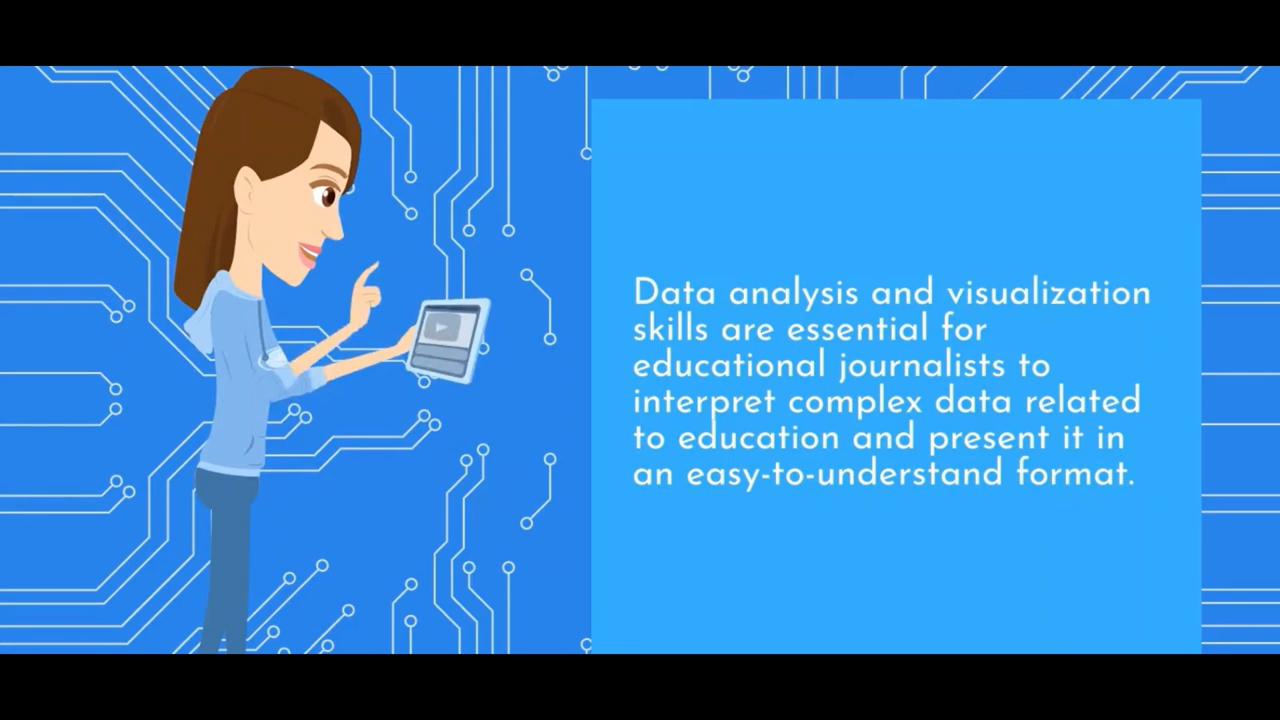 Data analysis and visualization
skills are essential for
educational journalists to
interpret complex data related
to education and present it in
an easy-to-understand format.